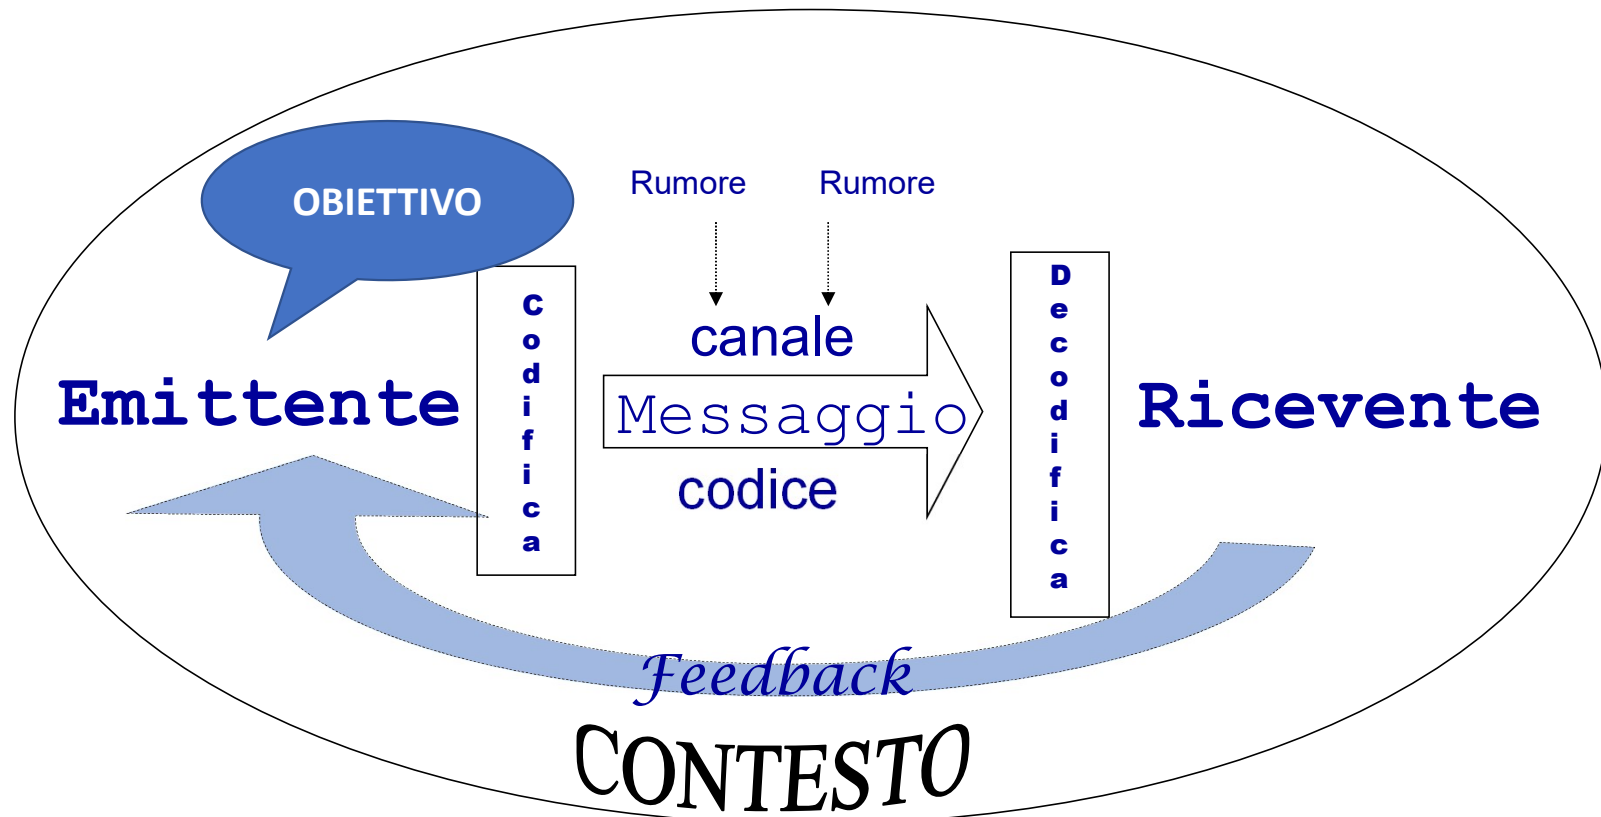 OBIETTIVO
Rumore Rumore
Codifica
Decodifica
canale
Emittente
Messaggio
Ricevente
codice
Feedback
CONTESTO